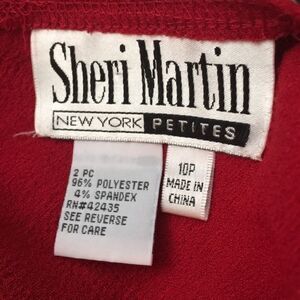 Sheri Martin
NEW YORK PETITES
2 PC
96% POLYESTER
4% SPANDEX
RN#42435
SEE REVERSE
FOR CARE
10P
MADE IN
CHINA